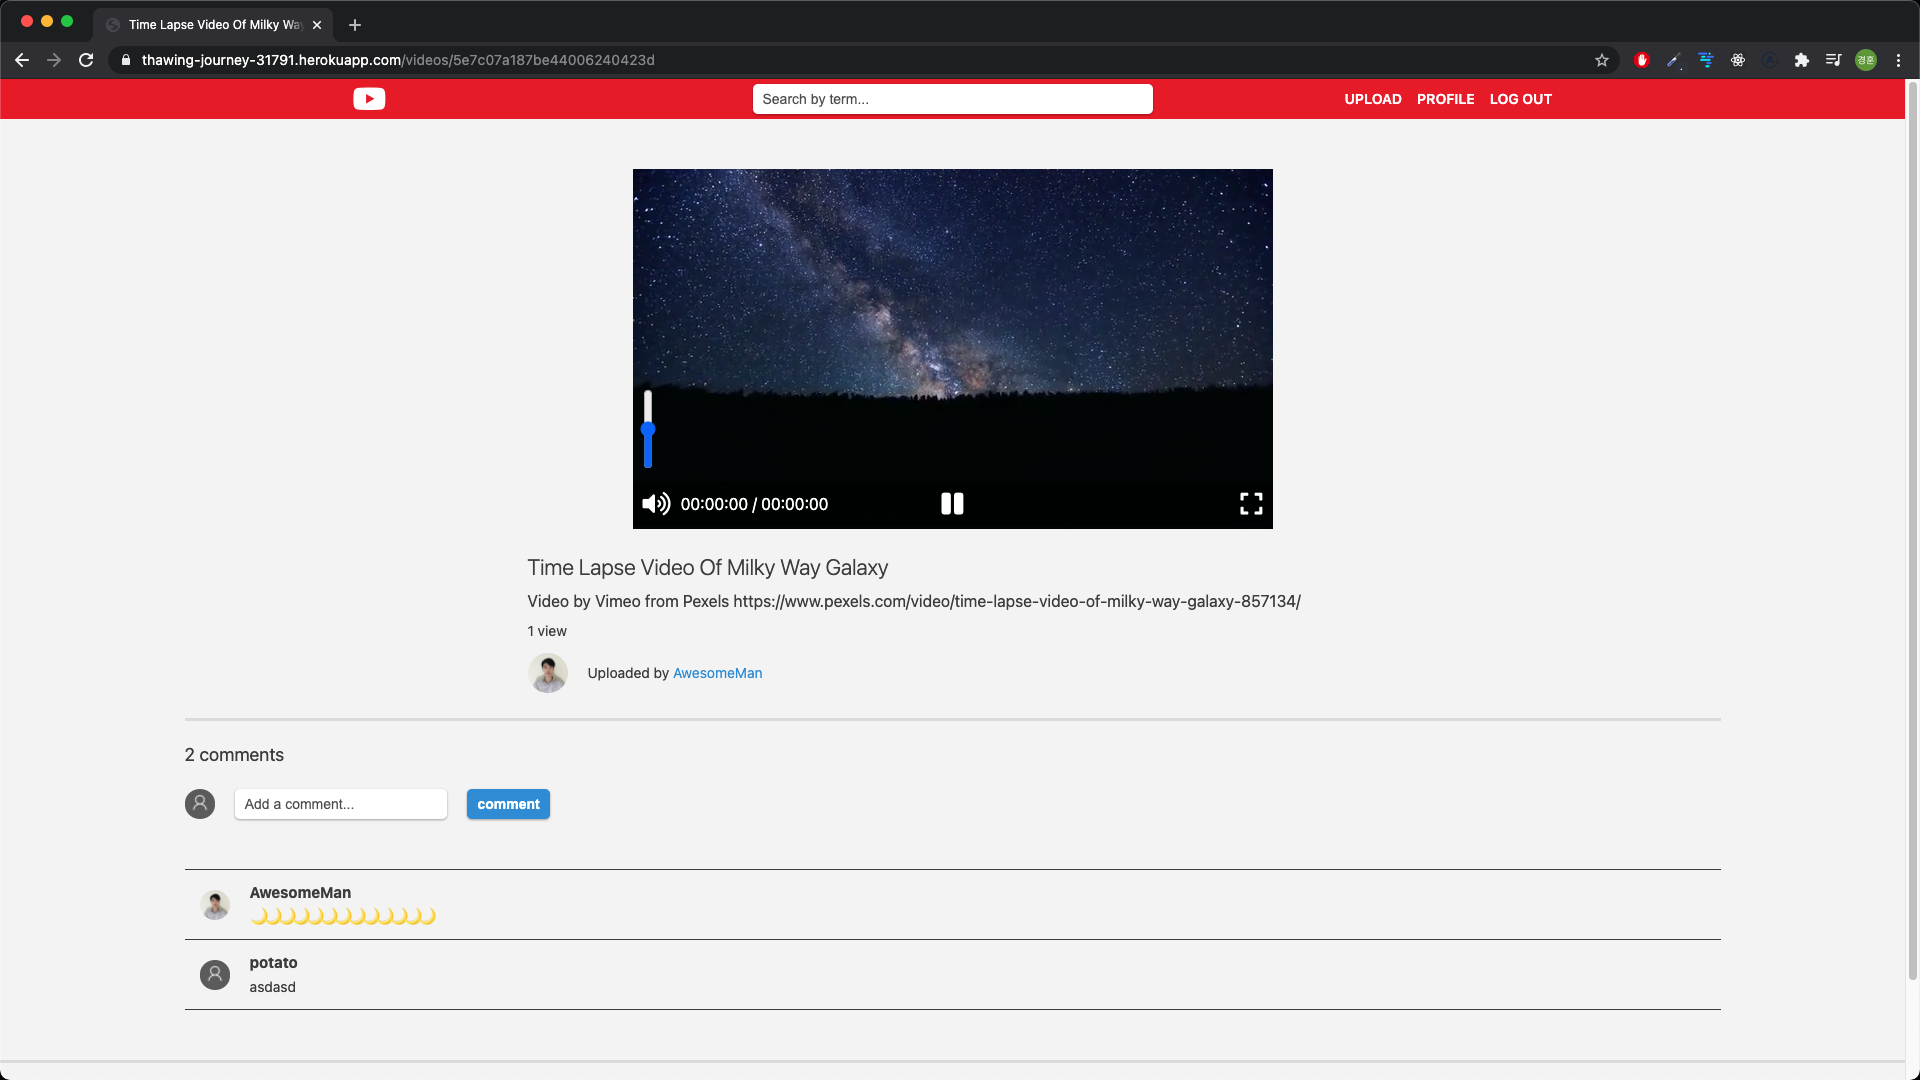 Time Lapse Video Of Milky Wa
thawing-journey-31791.herokuapp.com/videos/5e7c07a187be44006240423d
경훈
Search by term...
UPLOAD PROFILE LOG OUT
00:00:00 / 00:00:00
Time Lapse Video Of Milky Way Galaxy
Video by Vimeo from Pexels https://www.pexels.com/video/time-lapse-video-of-milky-way-galaxy-857134/
1 view
Uploaded by AwesomeMan
2 comments
Add a comment...
comment
AwesomeMan
🌙🌙🌙🌙🌙🌙🌙🌙🌙🌙🌙🌙🌙
potato
asdasd